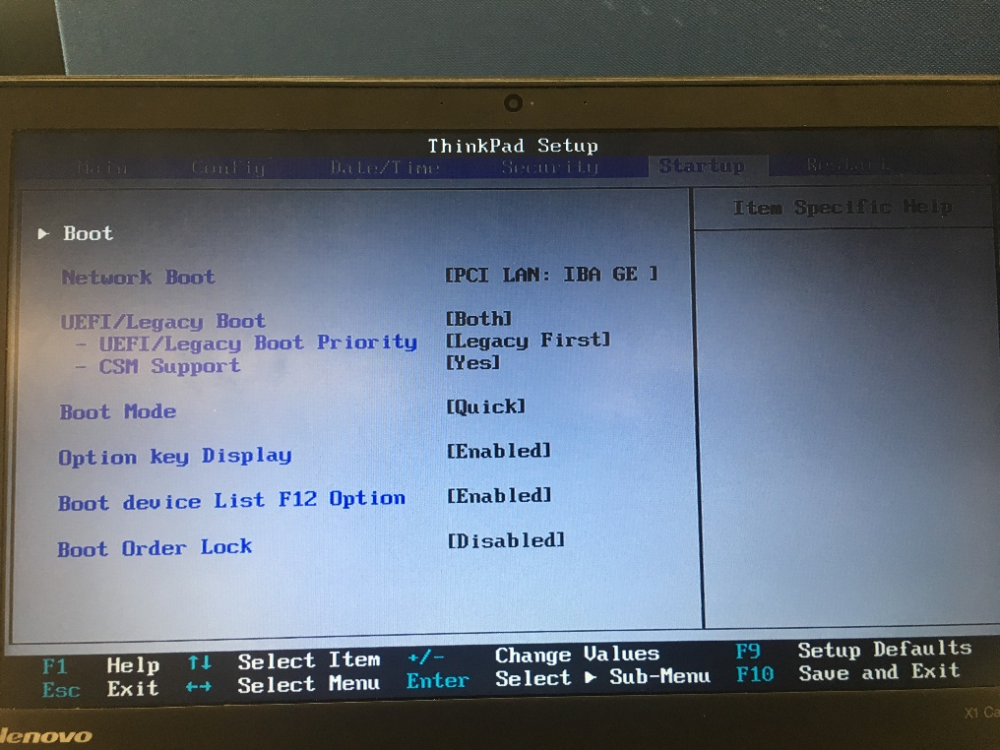 ThinkPad Setup
Main Config Date/Time Security Startup Restart
Item Specific Help
Boot
Network Boot [PCI LAN: IBA GE ]
UEFI/Legacy Boot [Both]
- UEFI/Legacy Boot Priority [Legacy First]
- CSM Support [Yes]
Boot Mode [Quick]
Option key Display [Enabled]
Boot device List F12 Option [Enabled]
Boot Order Lock [Disabled]
F1 Help ↑↓ Select Item +/- Change Values F9 Setup Defaults
Esc Exit ←→ Select Menu Enter Select ▶ Sub-Menu F10 Save and Exit
lenovo
X1 Ca